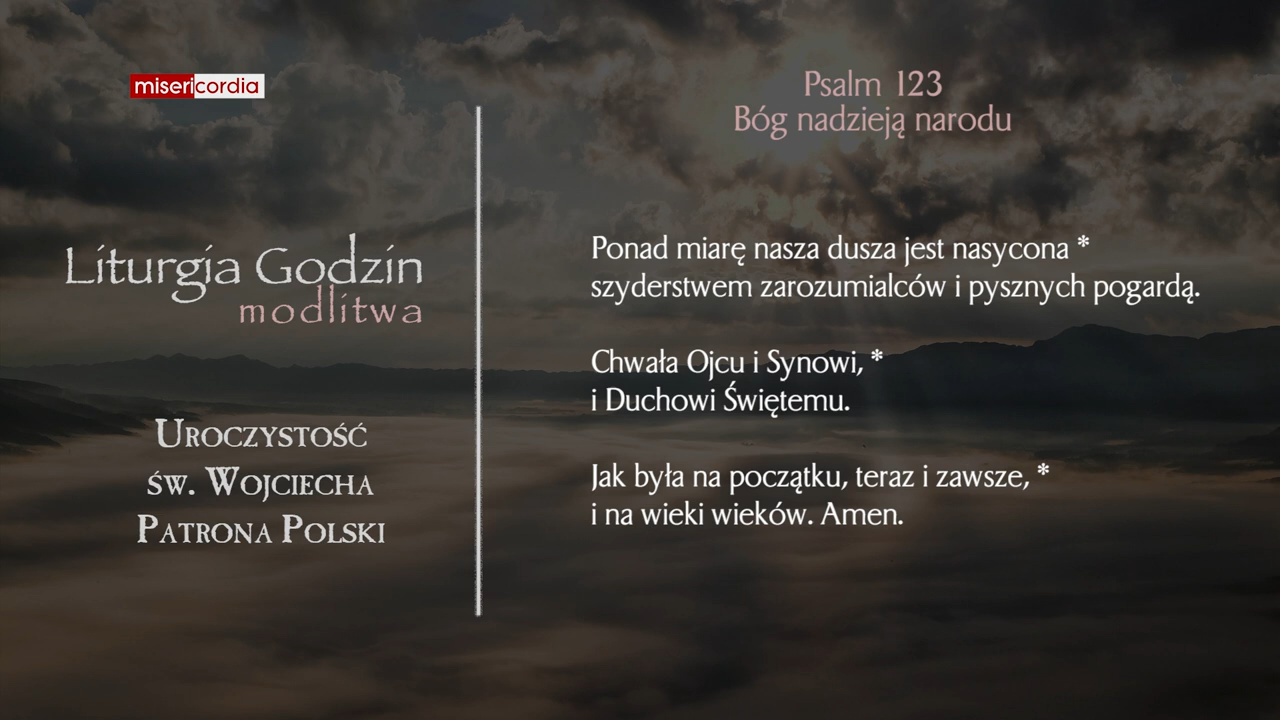 misericordia
Liturgia Godzin
modlitwa
Uroczystość
św. Wojciecha
Patrona Polski
Psalm 123
Bóg nadzieją narodu
Ponad miarę nasza dusza jest nasycona *
szyderstwem zarozumialców i pysznych pogardą.
Chwała Ojcu i Synowi, *
i Duchowi Świętemu.
Jak była na początku, teraz i zawsze, *
i na wieki wieków. Amen.